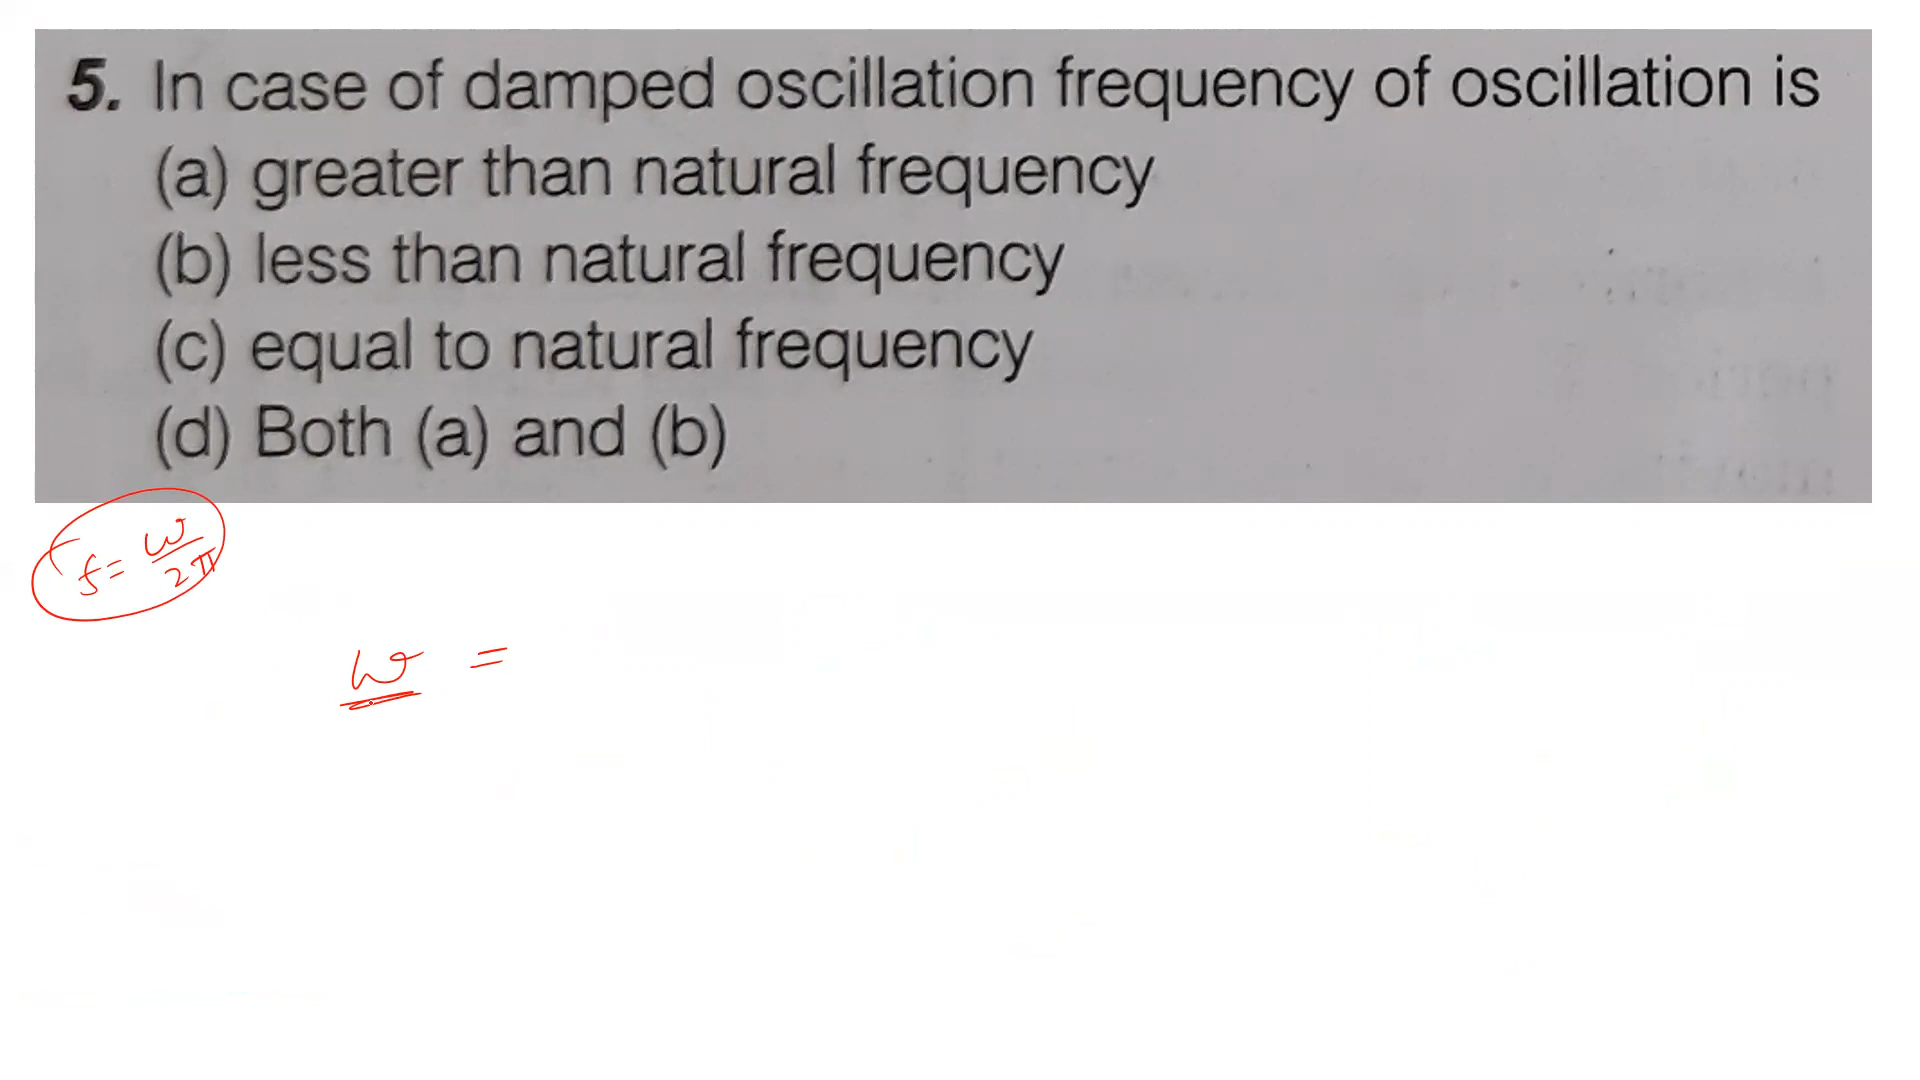 5. In case of damped oscillation frequency of oscillation is
(a) greater than natural frequency
(b) less than natural frequency
(c) equal to natural frequency
(d) Both (a) and (b)
f = ω/2π
ω =